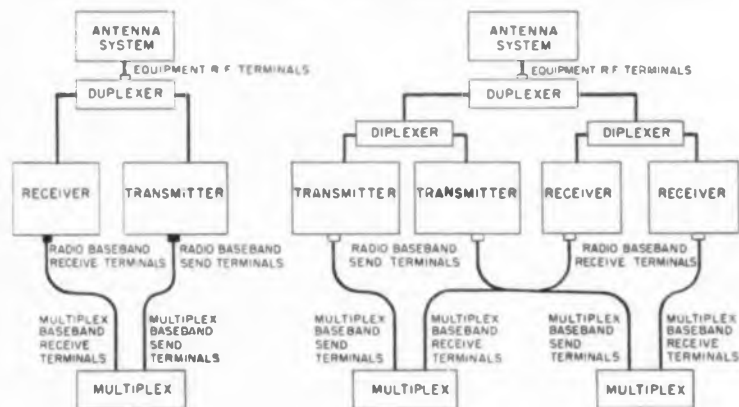 ANTENNA
SYSTEM
EQUIPMENT R.F. TERMINALS
DUPLEXER
RECEIVER
TRANSMITTER
RADIO BASEBAND
RECEIVE TERMINALS
RADIO BASEBAND
SEND TERMINALS
MULTIPLEX
BASEBAND
RECEIVE
TERMINALS
MULTIPLEX
BASEBAND
SEND
TERMINALS
MULTIPLEX
ANTENNA
SYSTEM
EQUIPMENT R.F. TERMINALS
DUPLEXER
DIPLEXER
DIPLEXER
TRANSMITTER
TRANSMITTER
RECEIVER
RECEIVER
RADIO BASEBAND
SEND TERMINALS
RADIO BASEBAND
RECEIVE TERMINALS
MULTIPLEX
BASEBAND
SEND
TERMINALS
MULTIPLEX
BASEBAND
RECEIVE
TERMINALS
MULTIPLEX
BASEBAND
SEND
TERMINALS
MULTIPLEX
BASEBAND
RECEIVE
TERMINALS
MULTIPLEX
MULTIPLEX